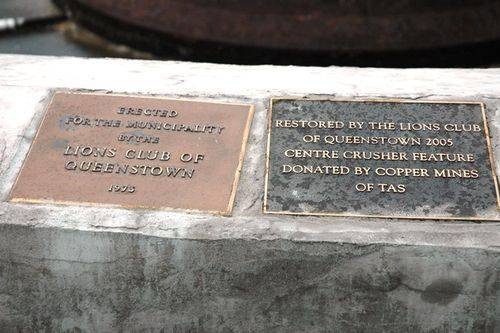 ERECTED
FOR THE MUNICIPALITY
BY THE
LIONS CLUB OF
QUEENSTOWN
1973
RESTORED BY THE LIONS CLUB
OF QUEENSTOWN 2005
CENTRE CRUSHER FEATURE
DONATED BY COPPER MINES
OF TAS